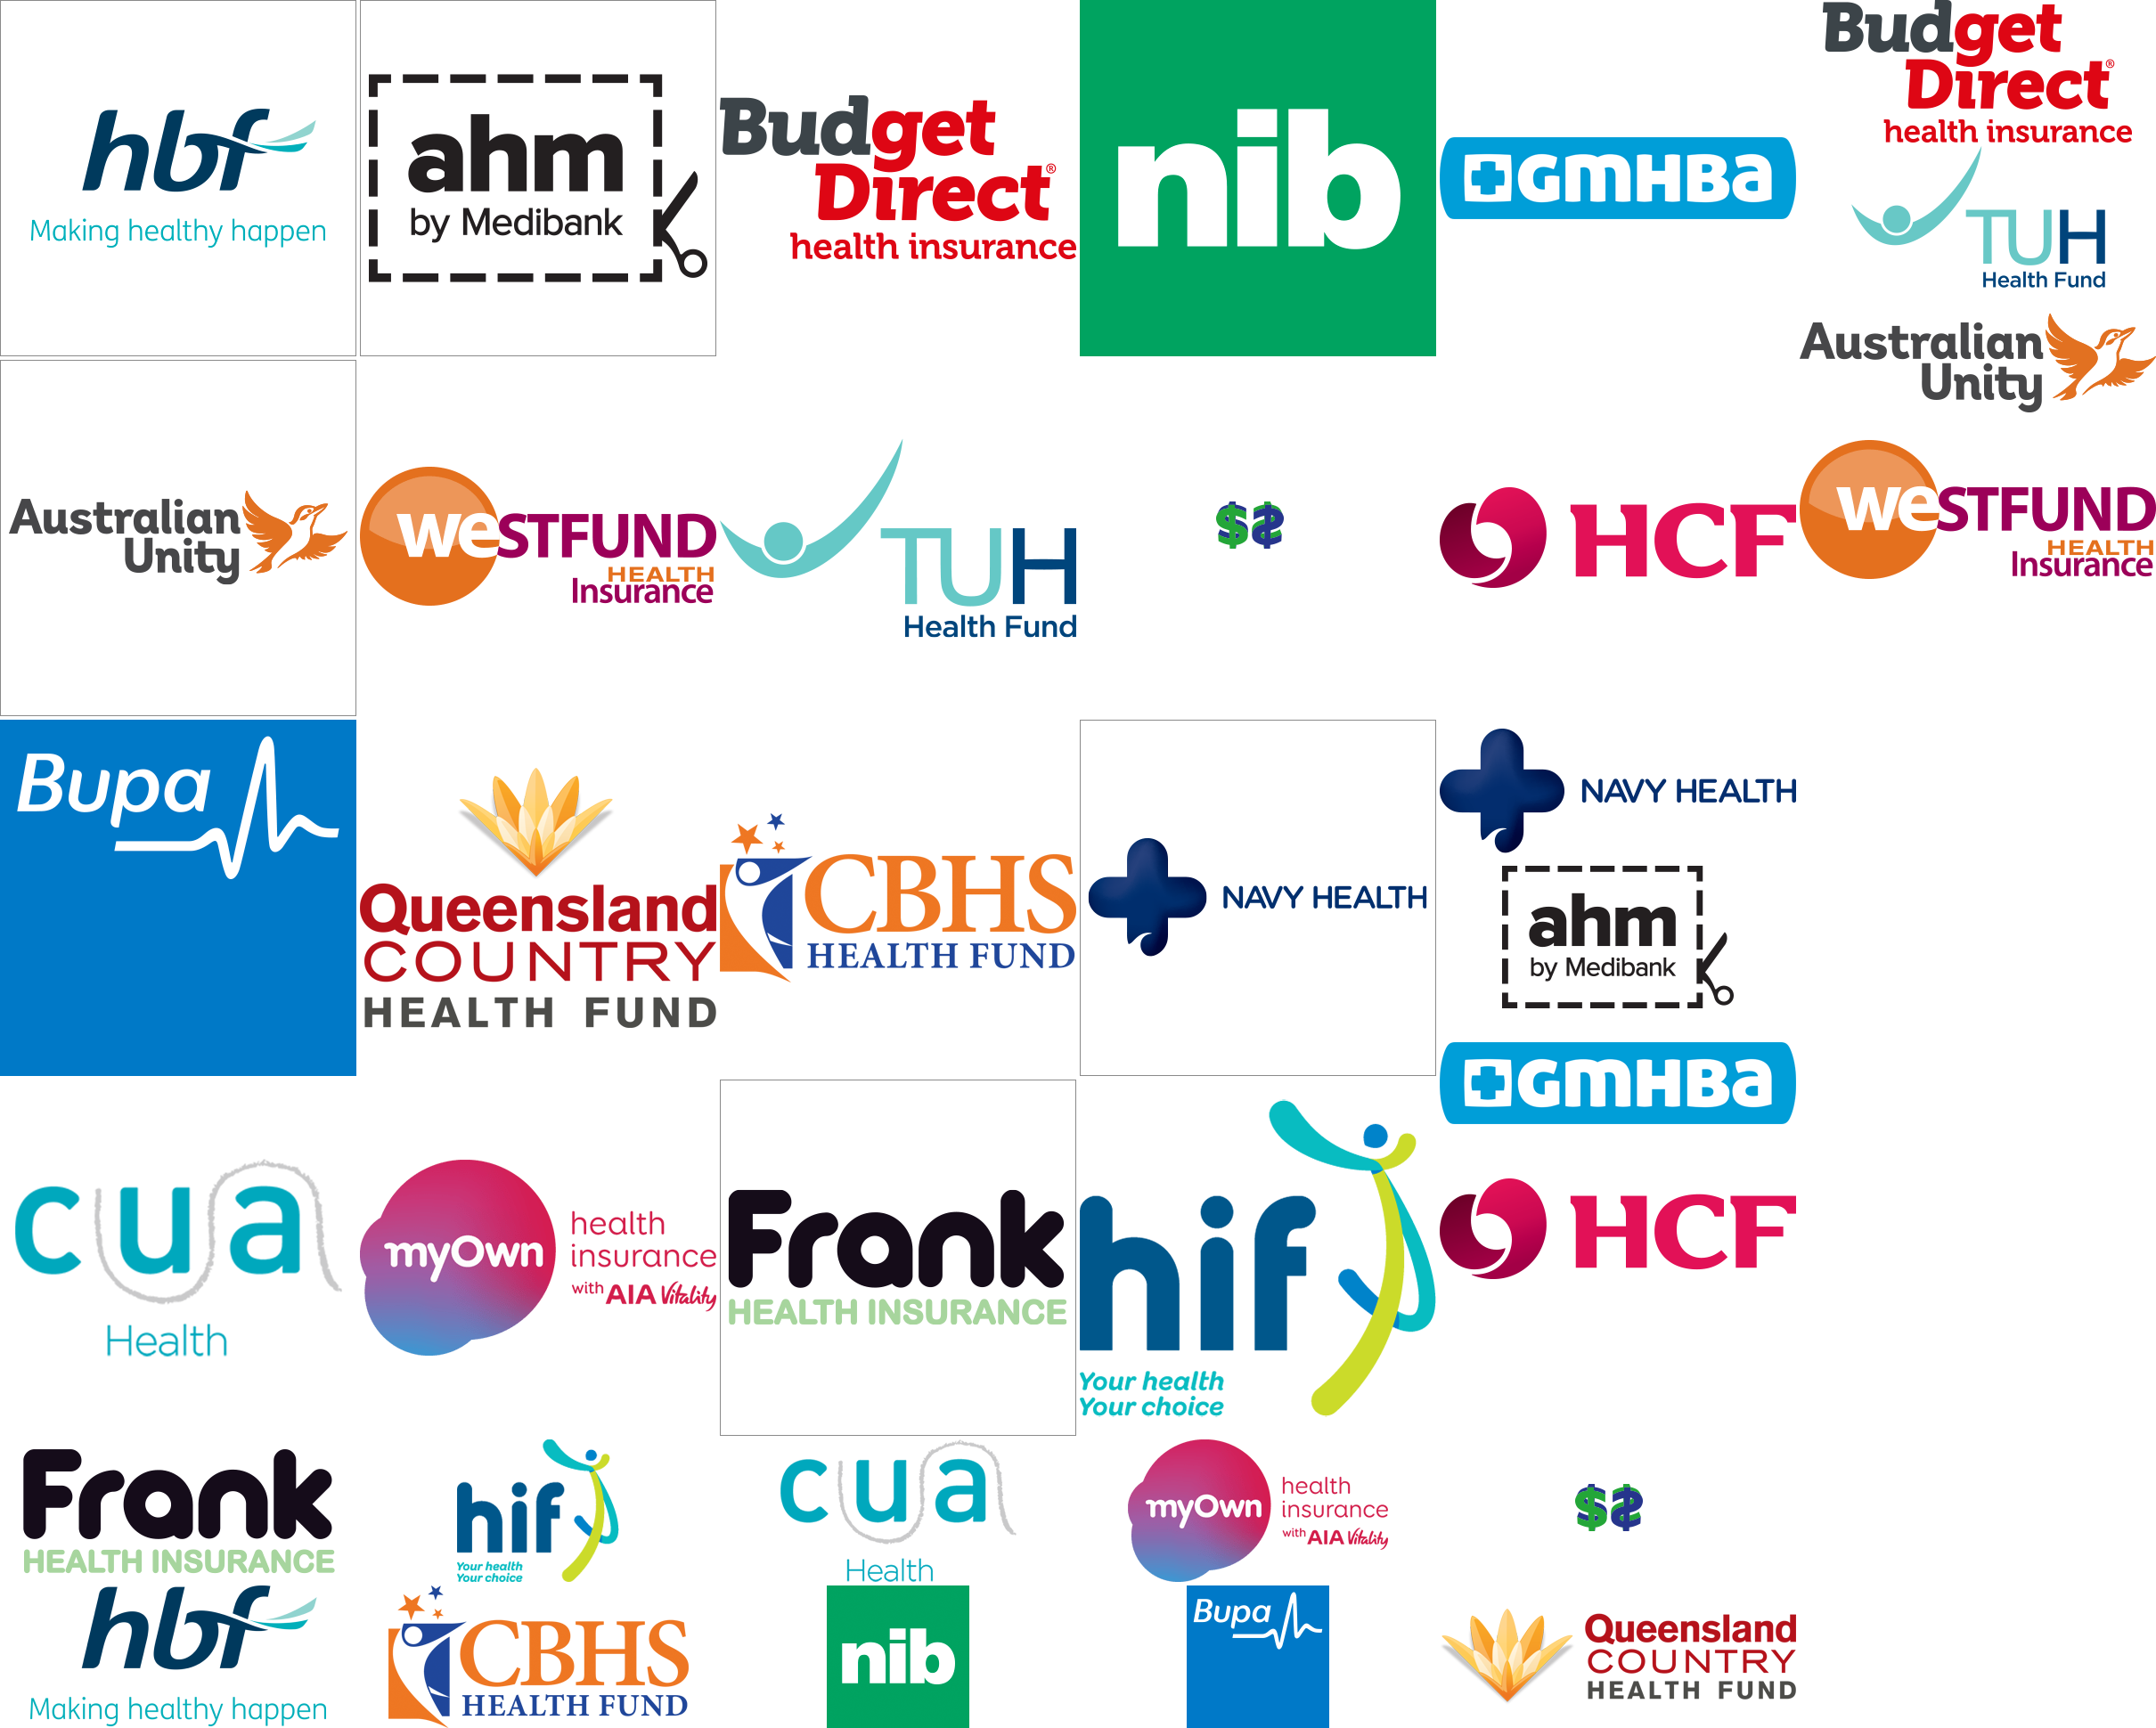 hbf
Making healthy happen
ahm
by Medibank
Budget
Direct®
health insurance
nib
GMHBA
Budget
Direct®
health insurance
TUH
Health Fund
Australian
Unity
Australian
Unity
weSTFUND
HEALTH
Insurance
TUH
Health Fund
$$
HCF
weSTFUND
HEALTH
Insurance
Bupa
Queensland
COUNTRY
HEALTH FUND
CBHS
HEALTH FUND
NAVY HEALTH
NAVY HEALTH
ahm
by Medibank
GMHBA
cua
Health
myOwn
health
insurance
with AIA Vitality
Frank
HEALTH INSURANCE
hif
Your health
Your choice
HCF
Frank
HEALTH INSURANCE
hif
Your health
Your choice
cua
Health
myOwn
health
insurance
with AIA Vitality
$$
hbf
Making healthy happen
CBHS
HEALTH FUND
nib
Bupa
Queensland
COUNTRY
HEALTH FUND